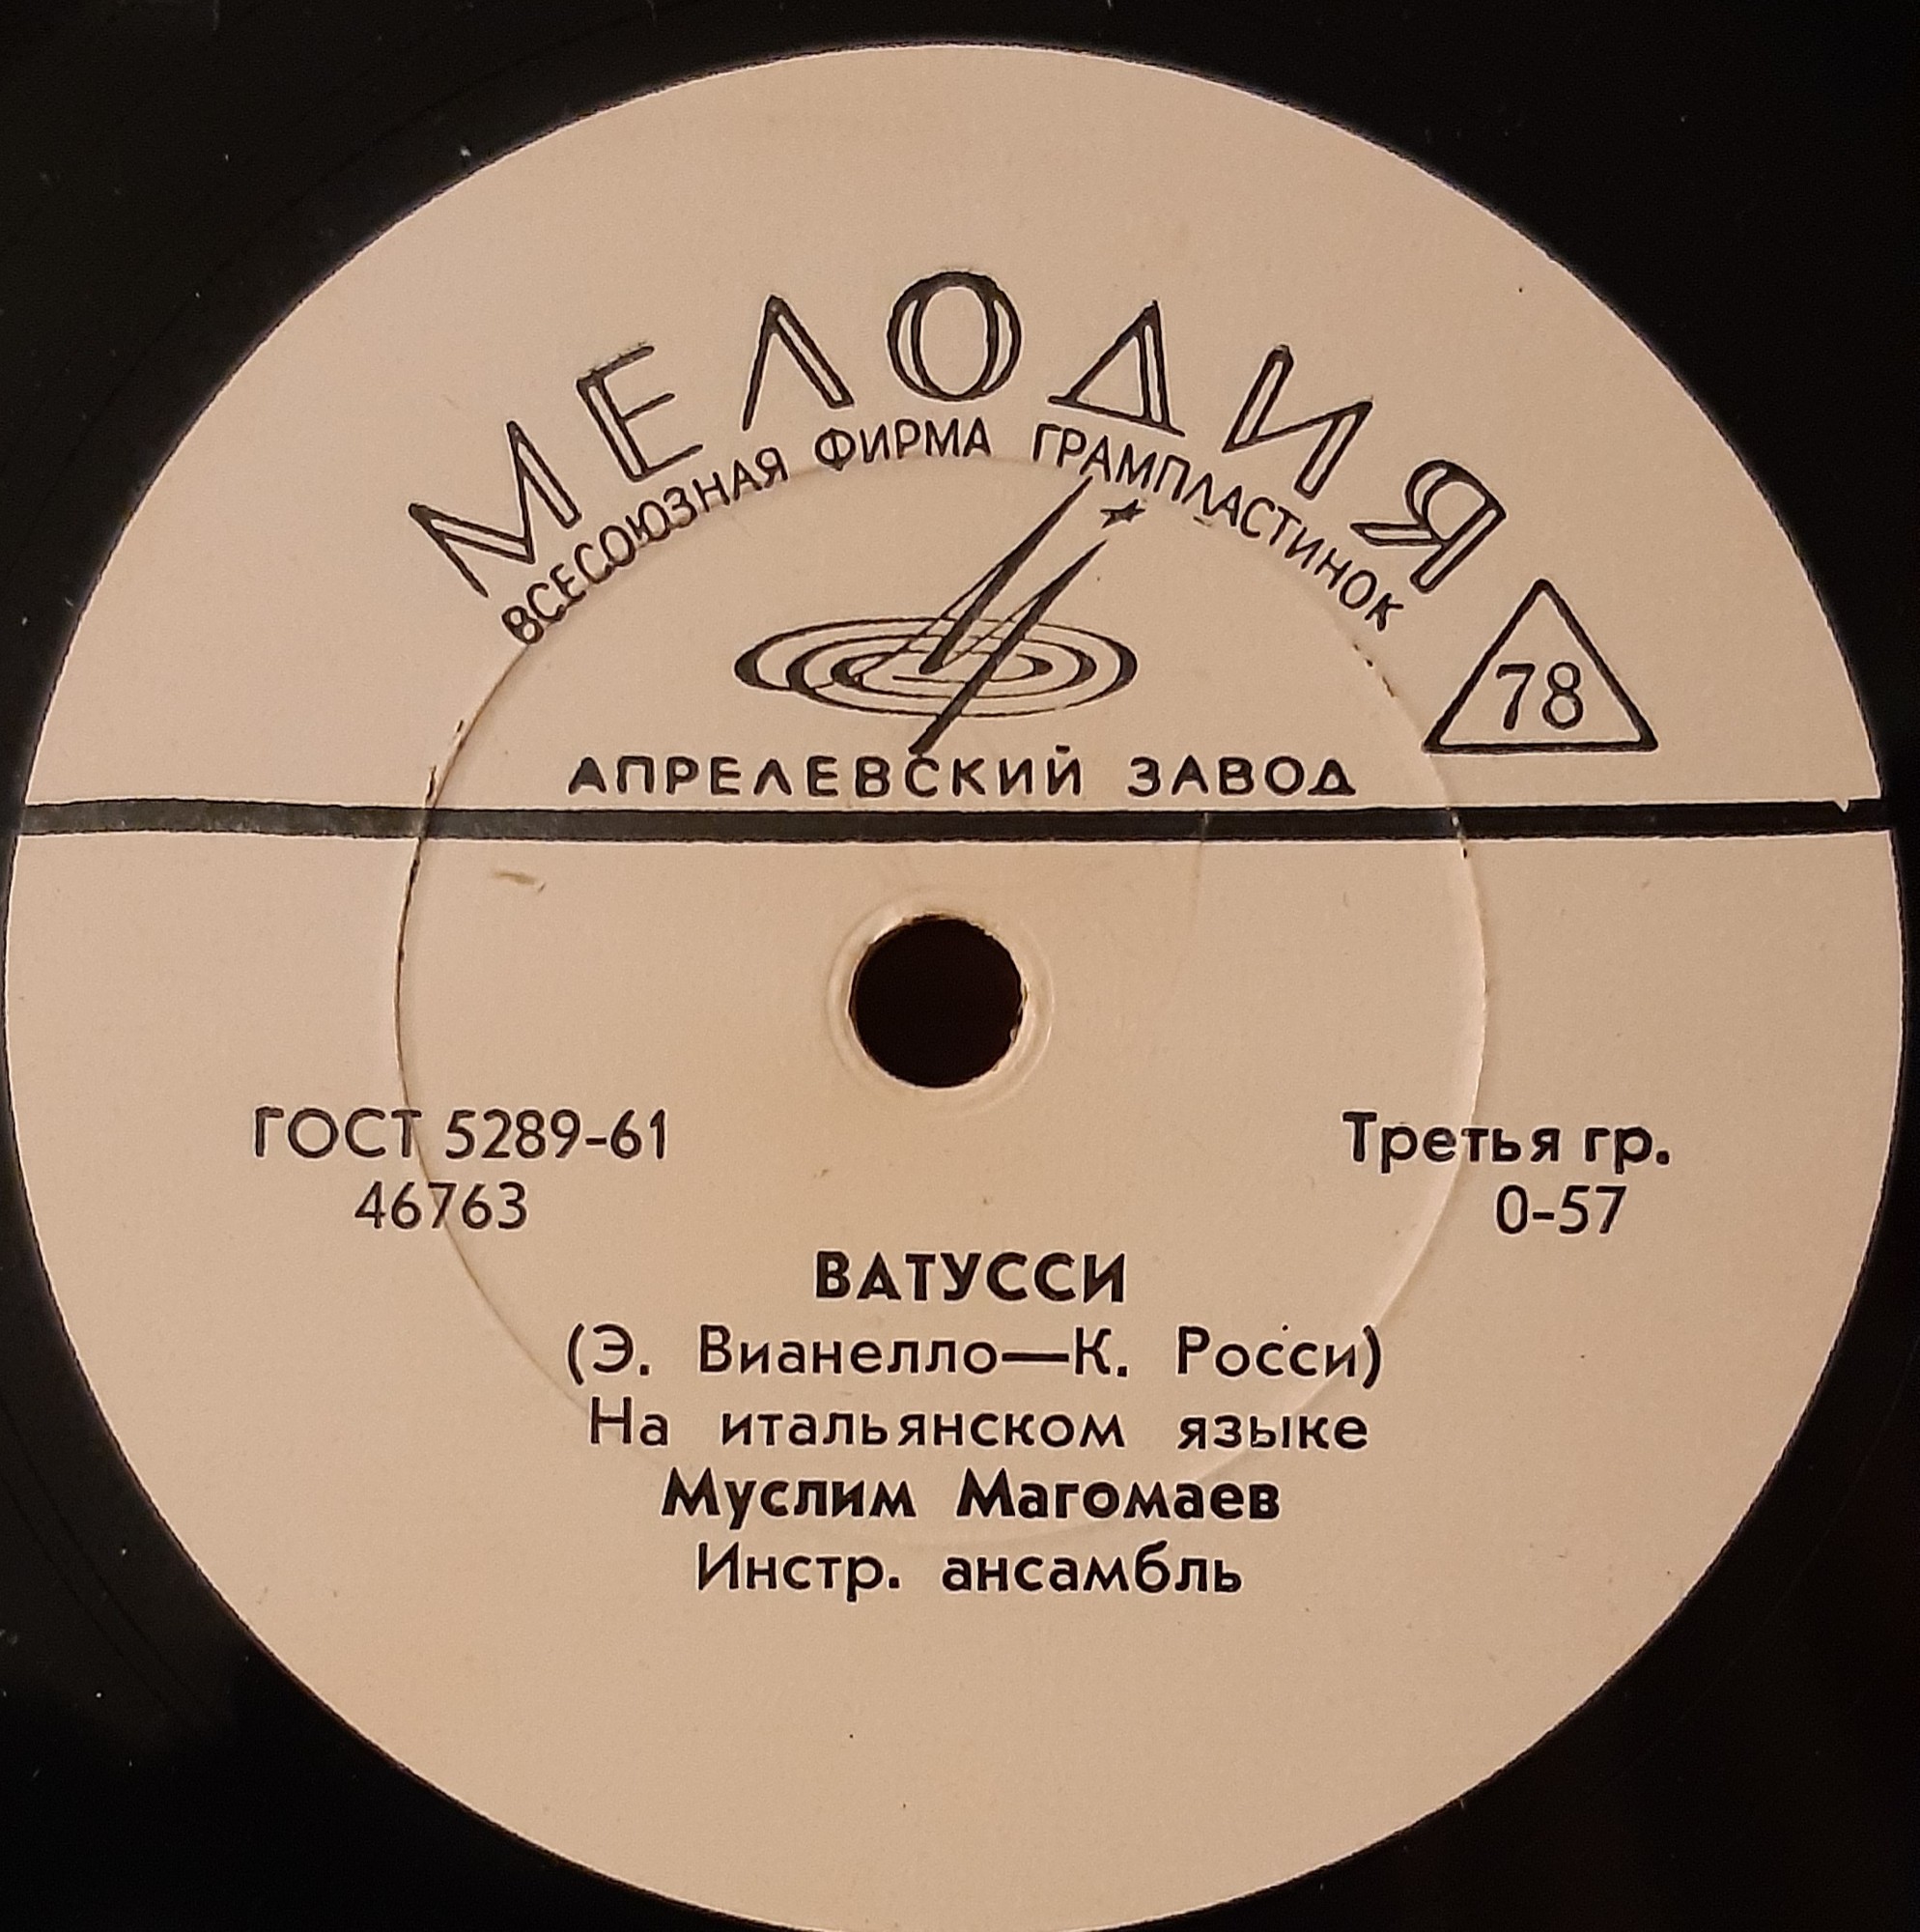 МЕЛОДИЯ
ВСЕСОЮЗНАЯ ФИРМА ГРАМПЛАСТИНОК
78
АПРЕЛЕВСКИЙ ЗАВОД
ГОСТ 5289-61
46763
Третья гр.
0-57
ВАТУССИ
(Э. Вианелло—К. Росси)
На итальянском языке
Муслим Магомаев
Инстр. ансамбль